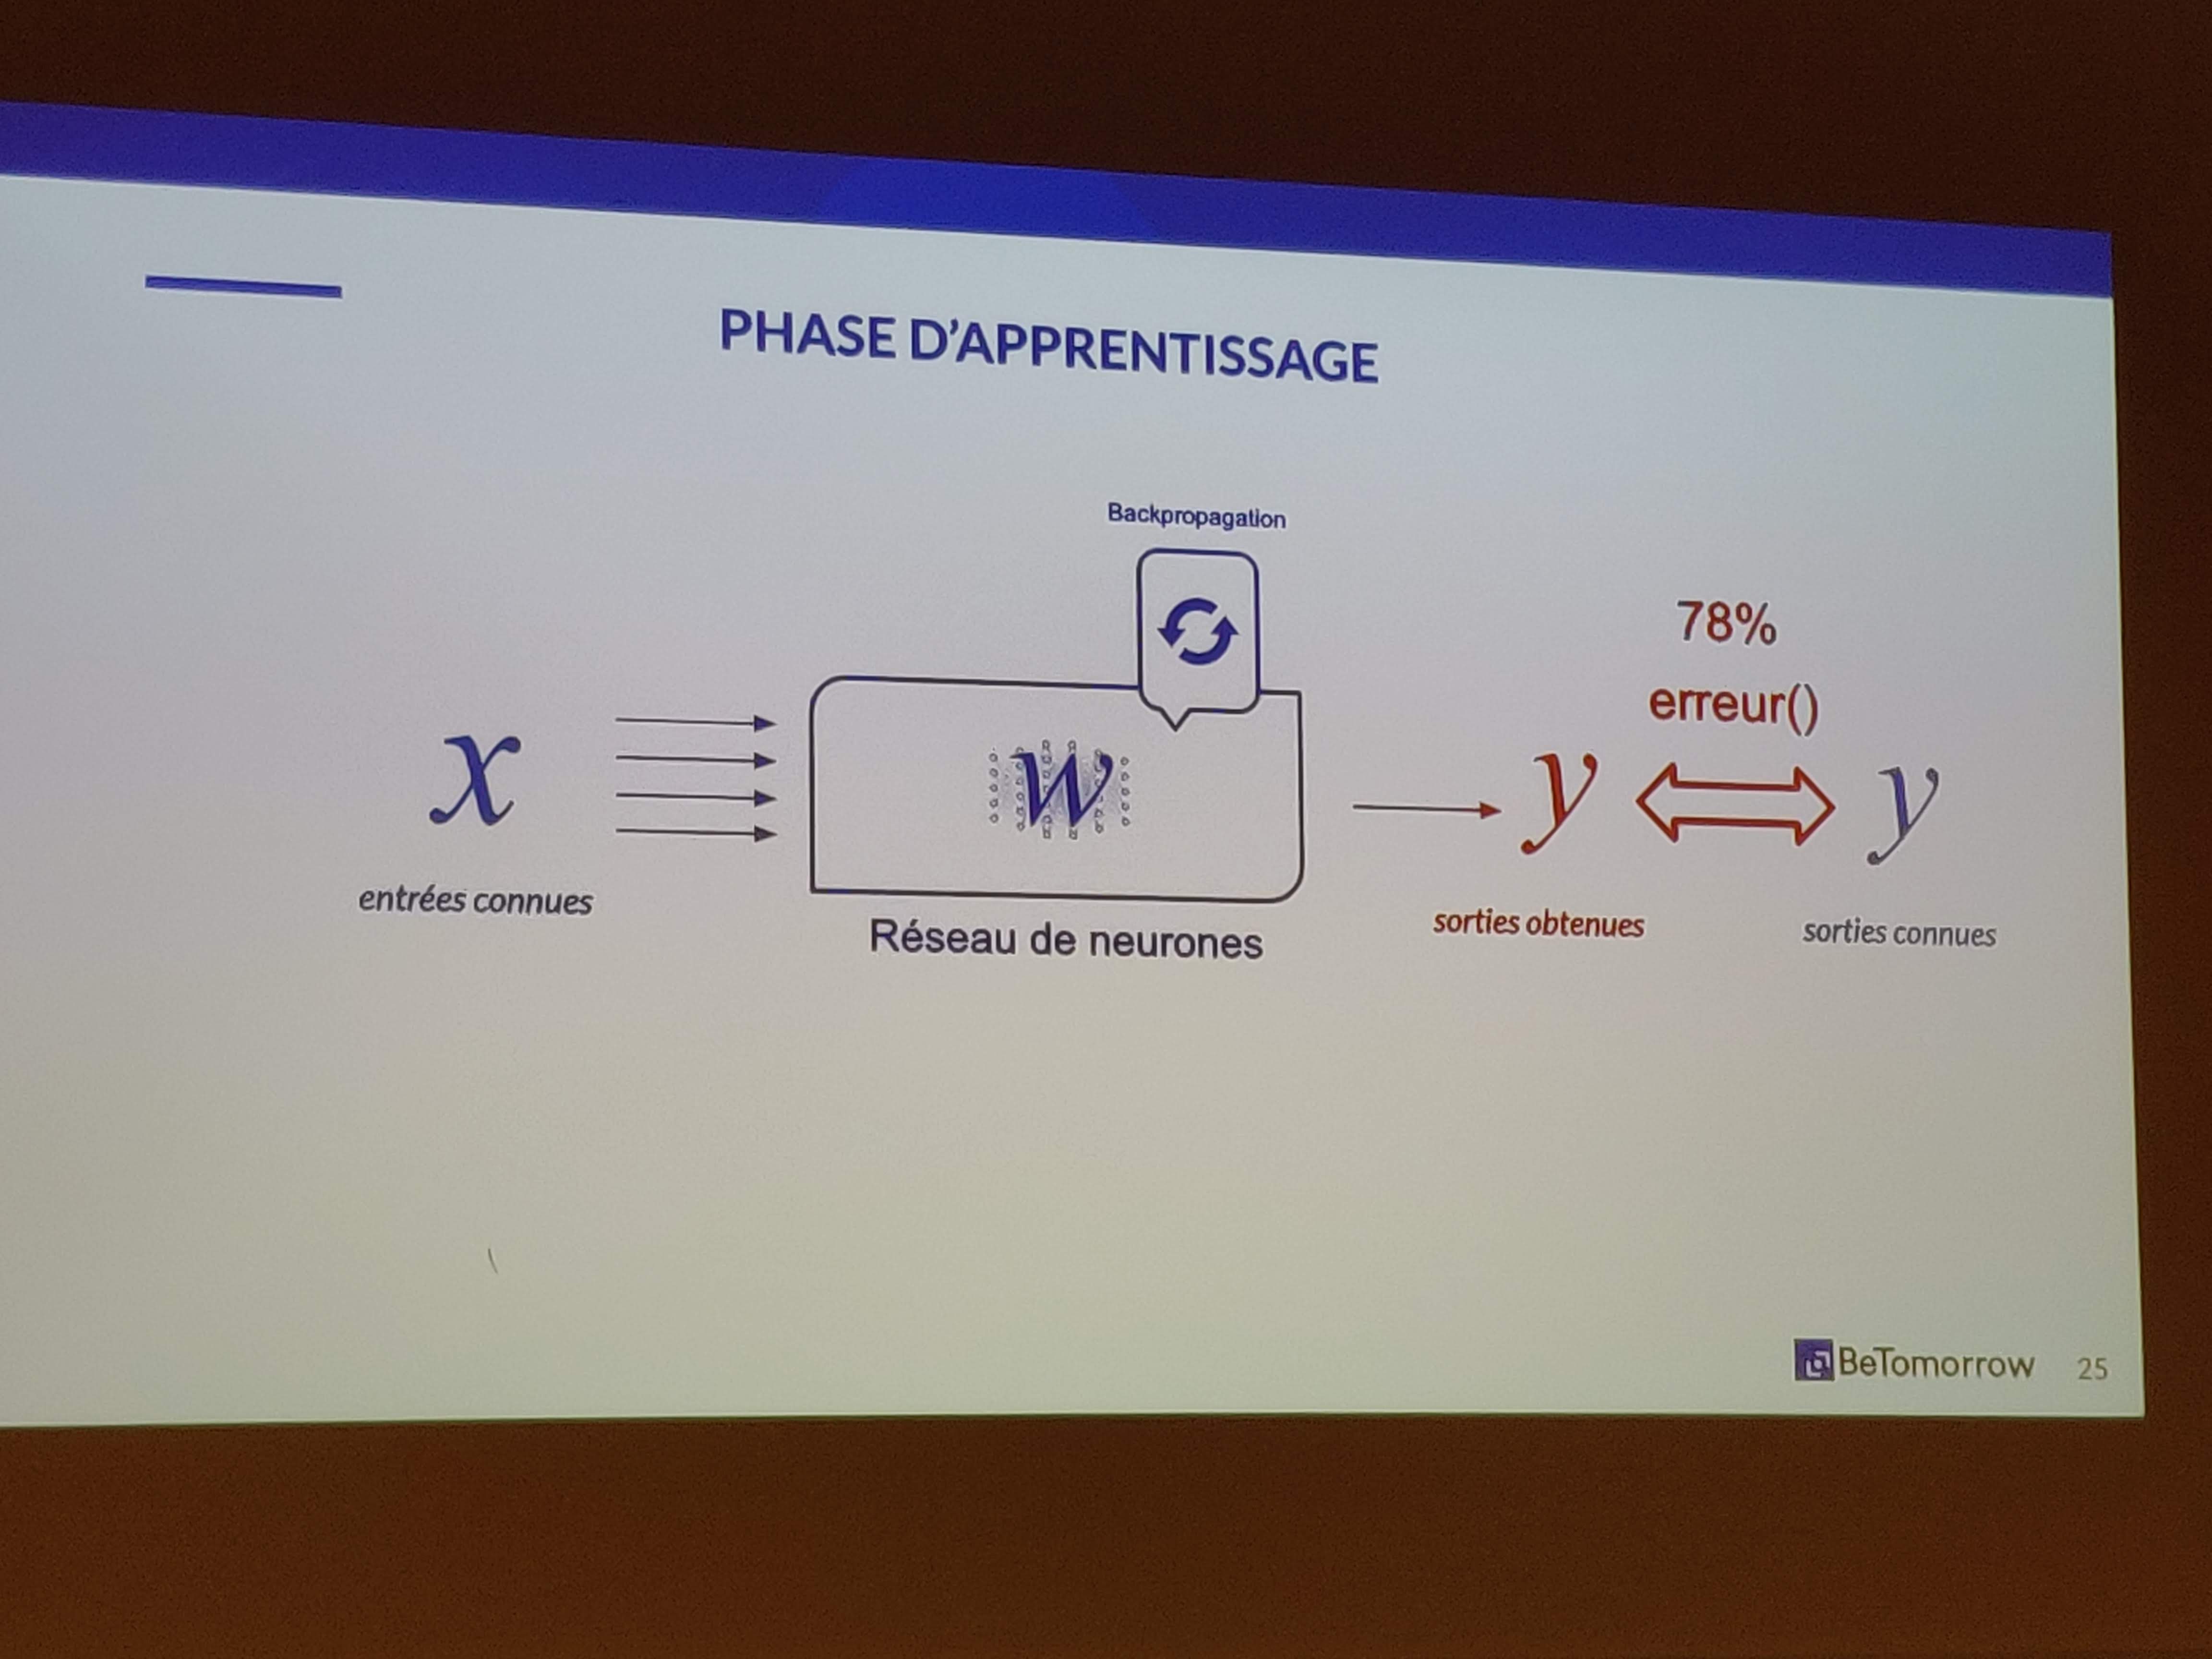 PHASE D'APPRENTISSAGE
Backpropagation
78%
erreur()
x
w
y
y
entrées connues
Réseau de neurones
sorties obtenues
sorties connues
BeTomorrow
25